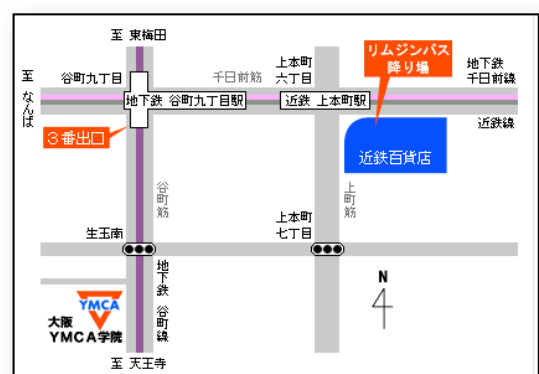 至 東梅田
至 なんば
谷町九丁目
千日前筋
上本町
六丁目
リムジンバス
降り場
地下鉄
千日前線
地下鉄 谷町九丁目駅
近鉄 上本町駅
近鉄線
3番出口
近鉄百貨店
谷町筋
上町筋
生玉南
上本町
七丁目
地下鉄 谷町線
N
YMCA
大阪
YMCA学院
至 天王寺